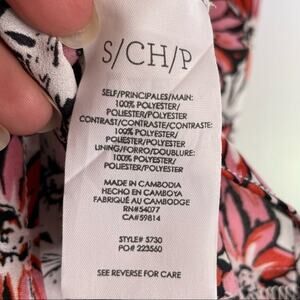 S/CH/P
SELF/PRINCIPALES/MAIN:
100% POLYESTER/
POLIESTER/POLYESTER
CONTRAST/CONTRASTE/CONTRASTE:
100% POLYESTER/
POLIESTER/POLYESTER
LINING/FORRO/DOUBLURE:
100% POLYESTER/
POLIESTER/POLYESTER
MADE IN CAMBODIA
HECHO EN CAMBOYA
FABRIQUÉ AU CAMBODGE
RN#54077
CA#59814
STYLE# 5730
PO# 223560
SEE REVERSE FOR CARE